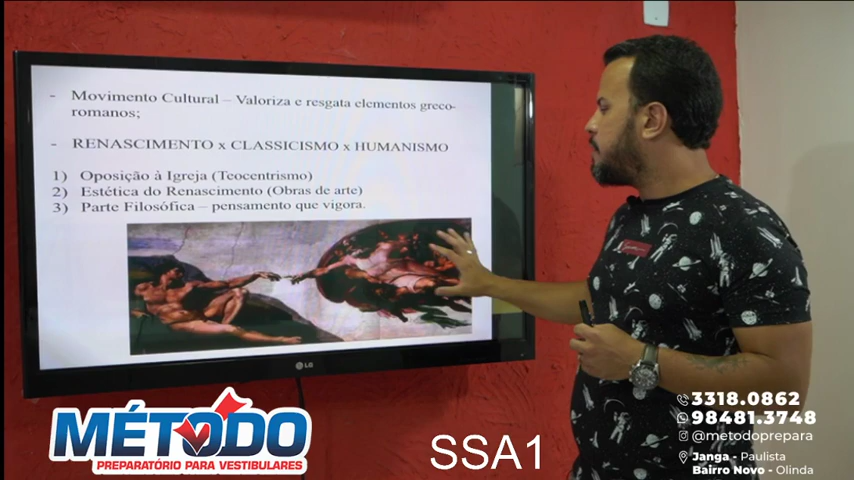 - Movimento Cultural – Valoriza e resgata elementos greco-
romanos;
- RENASCIMENTO x CLASSICISMO x HUMANISMO
1) Oposição à Igreja (Teocentrismo)
2) Estética do Renascimento (Obras de arte)
3) Parte Filosófica – pensamento que vigora.
LG
MÉTODO
PREPARATÓRIO PARA VESTIBULARES
SSA1
3318.0862
98481.3748
@metodoprepara
Janga - Paulista
Bairro Novo - Olinda